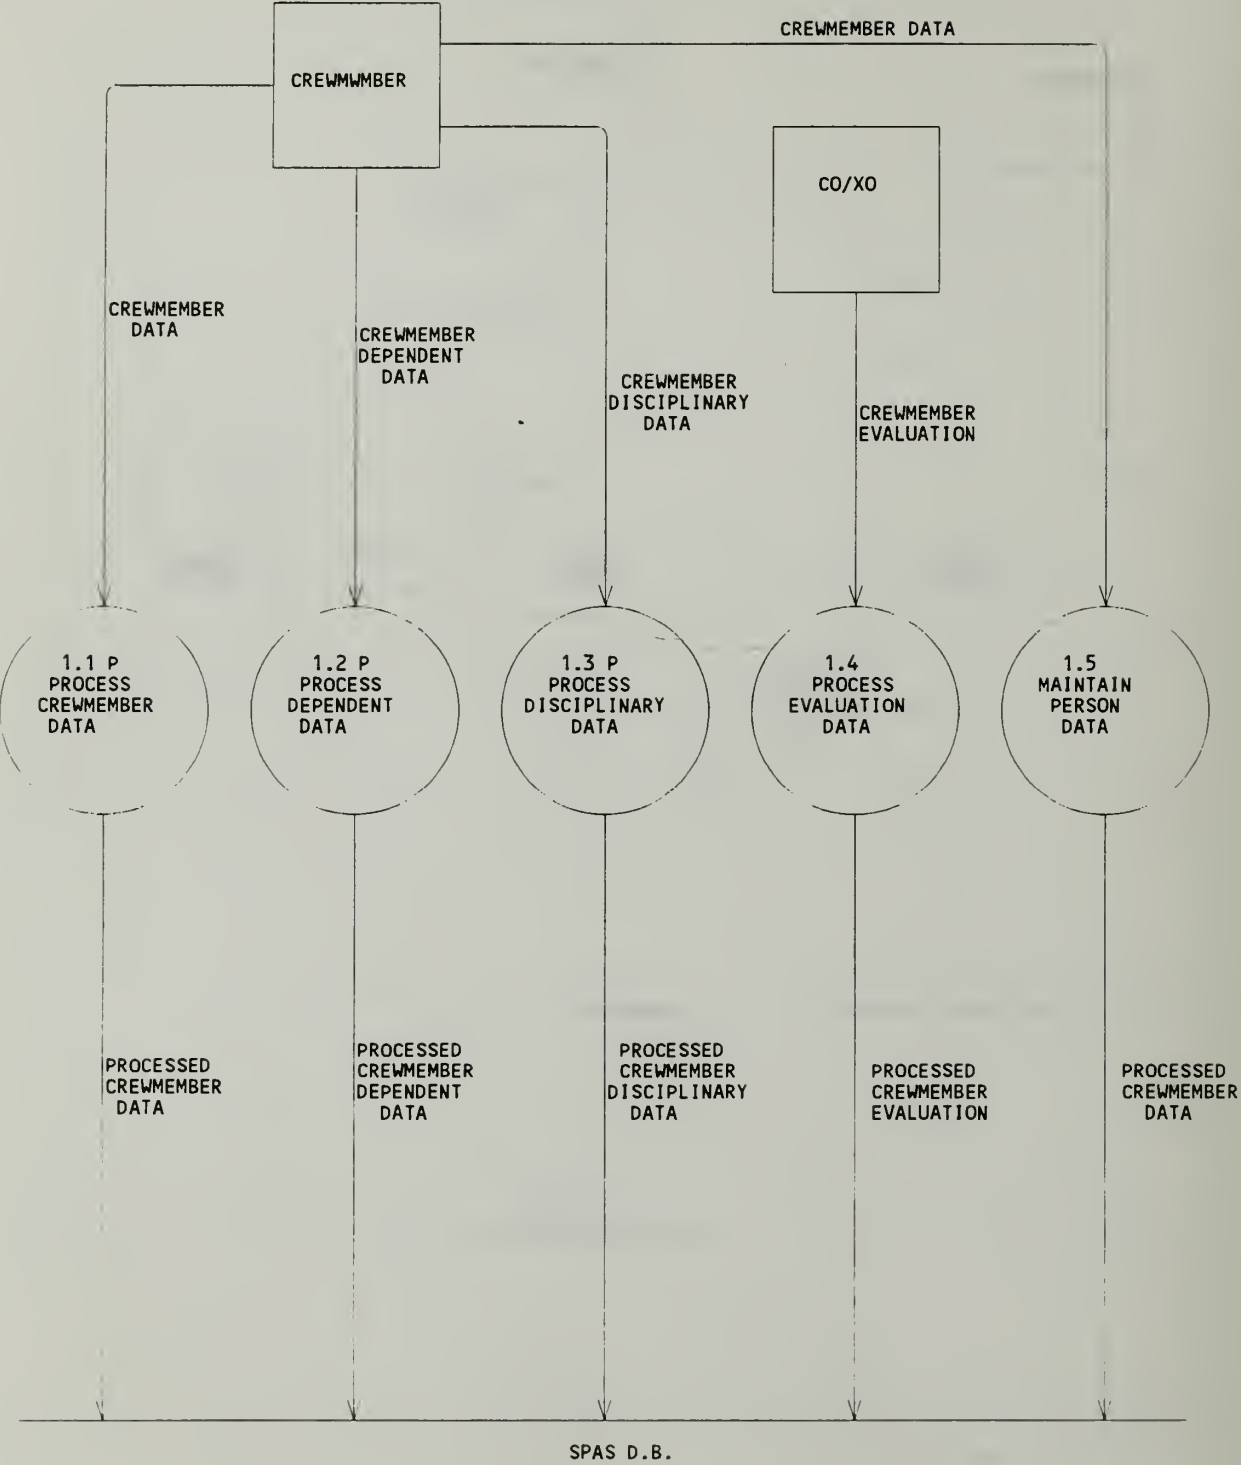 CREWMEMBER DATA
CREWMWMBER
CO/XO
CREWMEMBER
DATA
CREWMEMBER
DEPENDENT
DATA
CREWMEMBER
DISCIPLINARY
DATA
CREWMEMBER
EVALUATION
1.1 P
PROCESS
CREWMEMBER
DATA
1.2 P
PROCESS
DEPENDENT
DATA
1.3 P
PROCESS
DISCIPLINARY
DATA
1.4
PROCESS
EVALUATION
DATA
1.5
MAINTAIN
PERSON
DATA
PROCESSED
CREWMEMBER
DATA
PROCESSED
CREWMEMBER
DEPENDENT
DATA
PROCESSED
CREWMEMBER
DISCIPLINARY
DATA
PROCESSED
CREWMEMBER
EVALUATION
PROCESSED
CREWMEMBER
DATA
SPAS D.B.